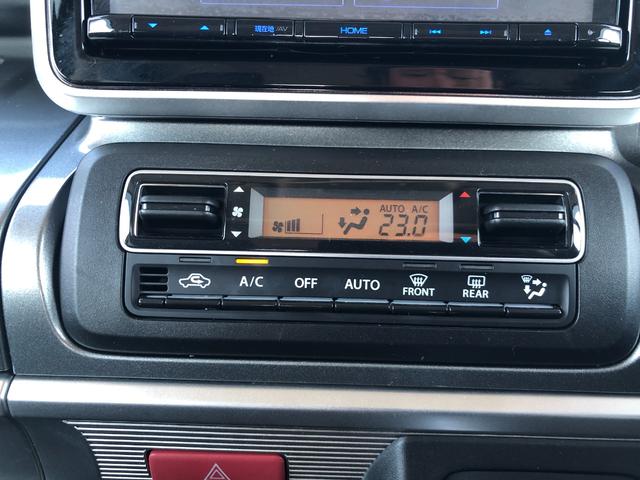 現在地/AV HOME
AUTO A/C
23.0
A/C OFF AUTO FRONT REAR